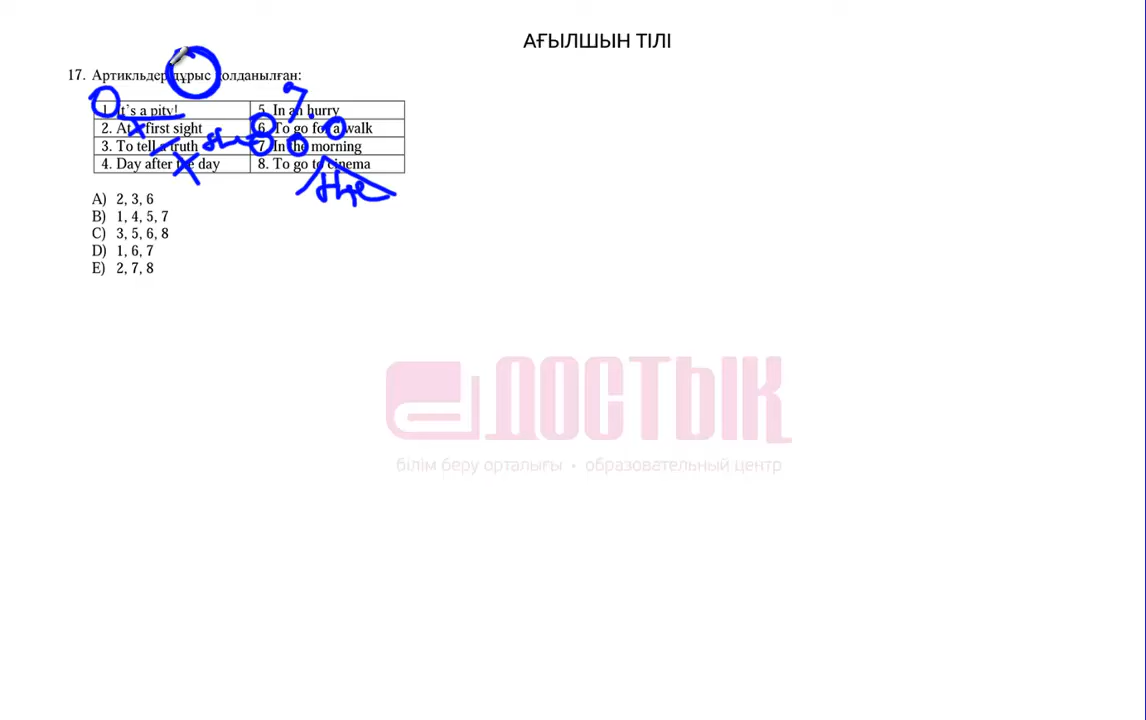 АҒЫЛШЫН ТІЛІ
17. Артикльдер дұрыс қолданылған:
1. It's a pity!
5. In an hurry
2. At a first sight
6. To go for a walk
3. To tell a truth
7. In the morning
4. Day after the day
8. To go to cinema
the
the
A) 2, 3, 6
B) 1, 4, 5, 7
C) 3, 5, 6, 8
D) 1, 6, 7
E) 2, 7, 8
ДОСТЫҚ
білім беру орталығы • образовательный центр